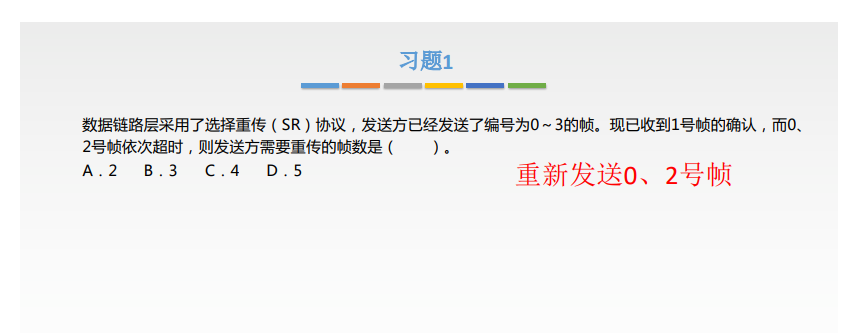 习题1
数据链路层采用了选择重传（SR）协议，发送方已经发送了编号为0～3的帧。现已收到1号帧的确认，而0、
2号帧依次超时，则发送方需要重传的帧数是（　　）。
A．2　B．3　C．4　D．5
重新发送0、2号帧